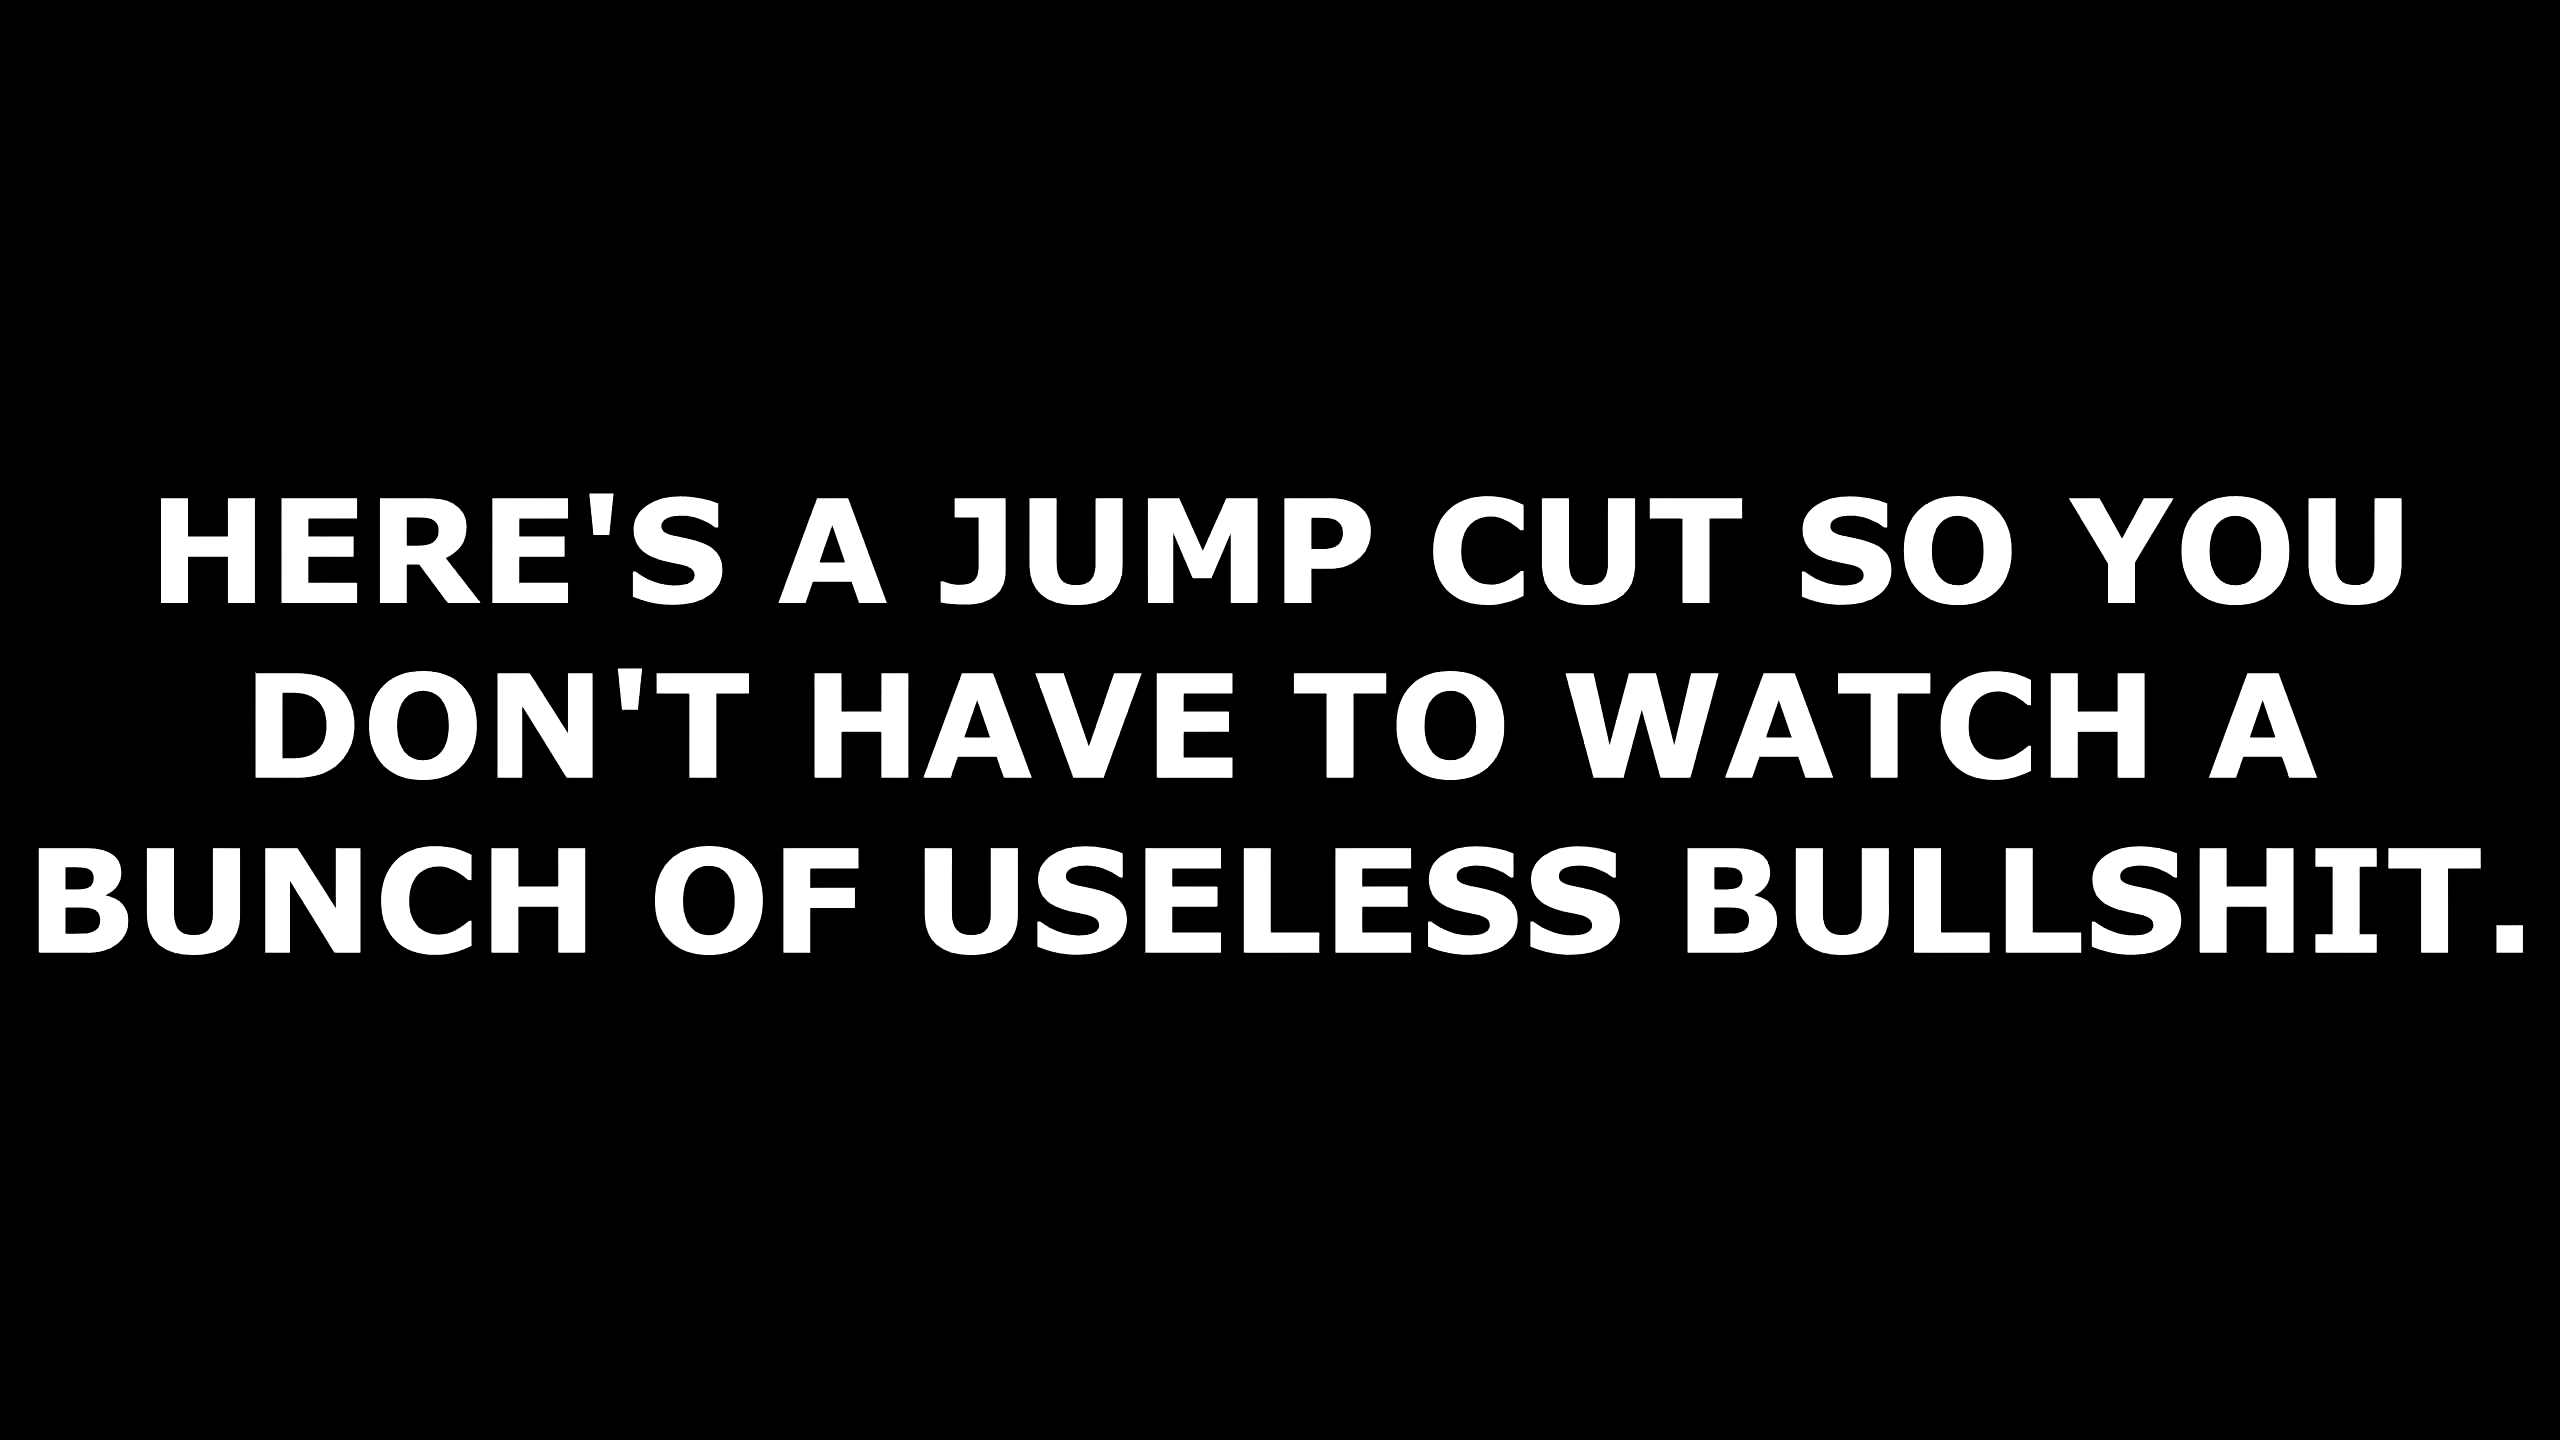 HERE'S A JUMP CUT SO YOU
DON'T HAVE TO WATCH A
BUNCH OF USELESS BULLSHIT.